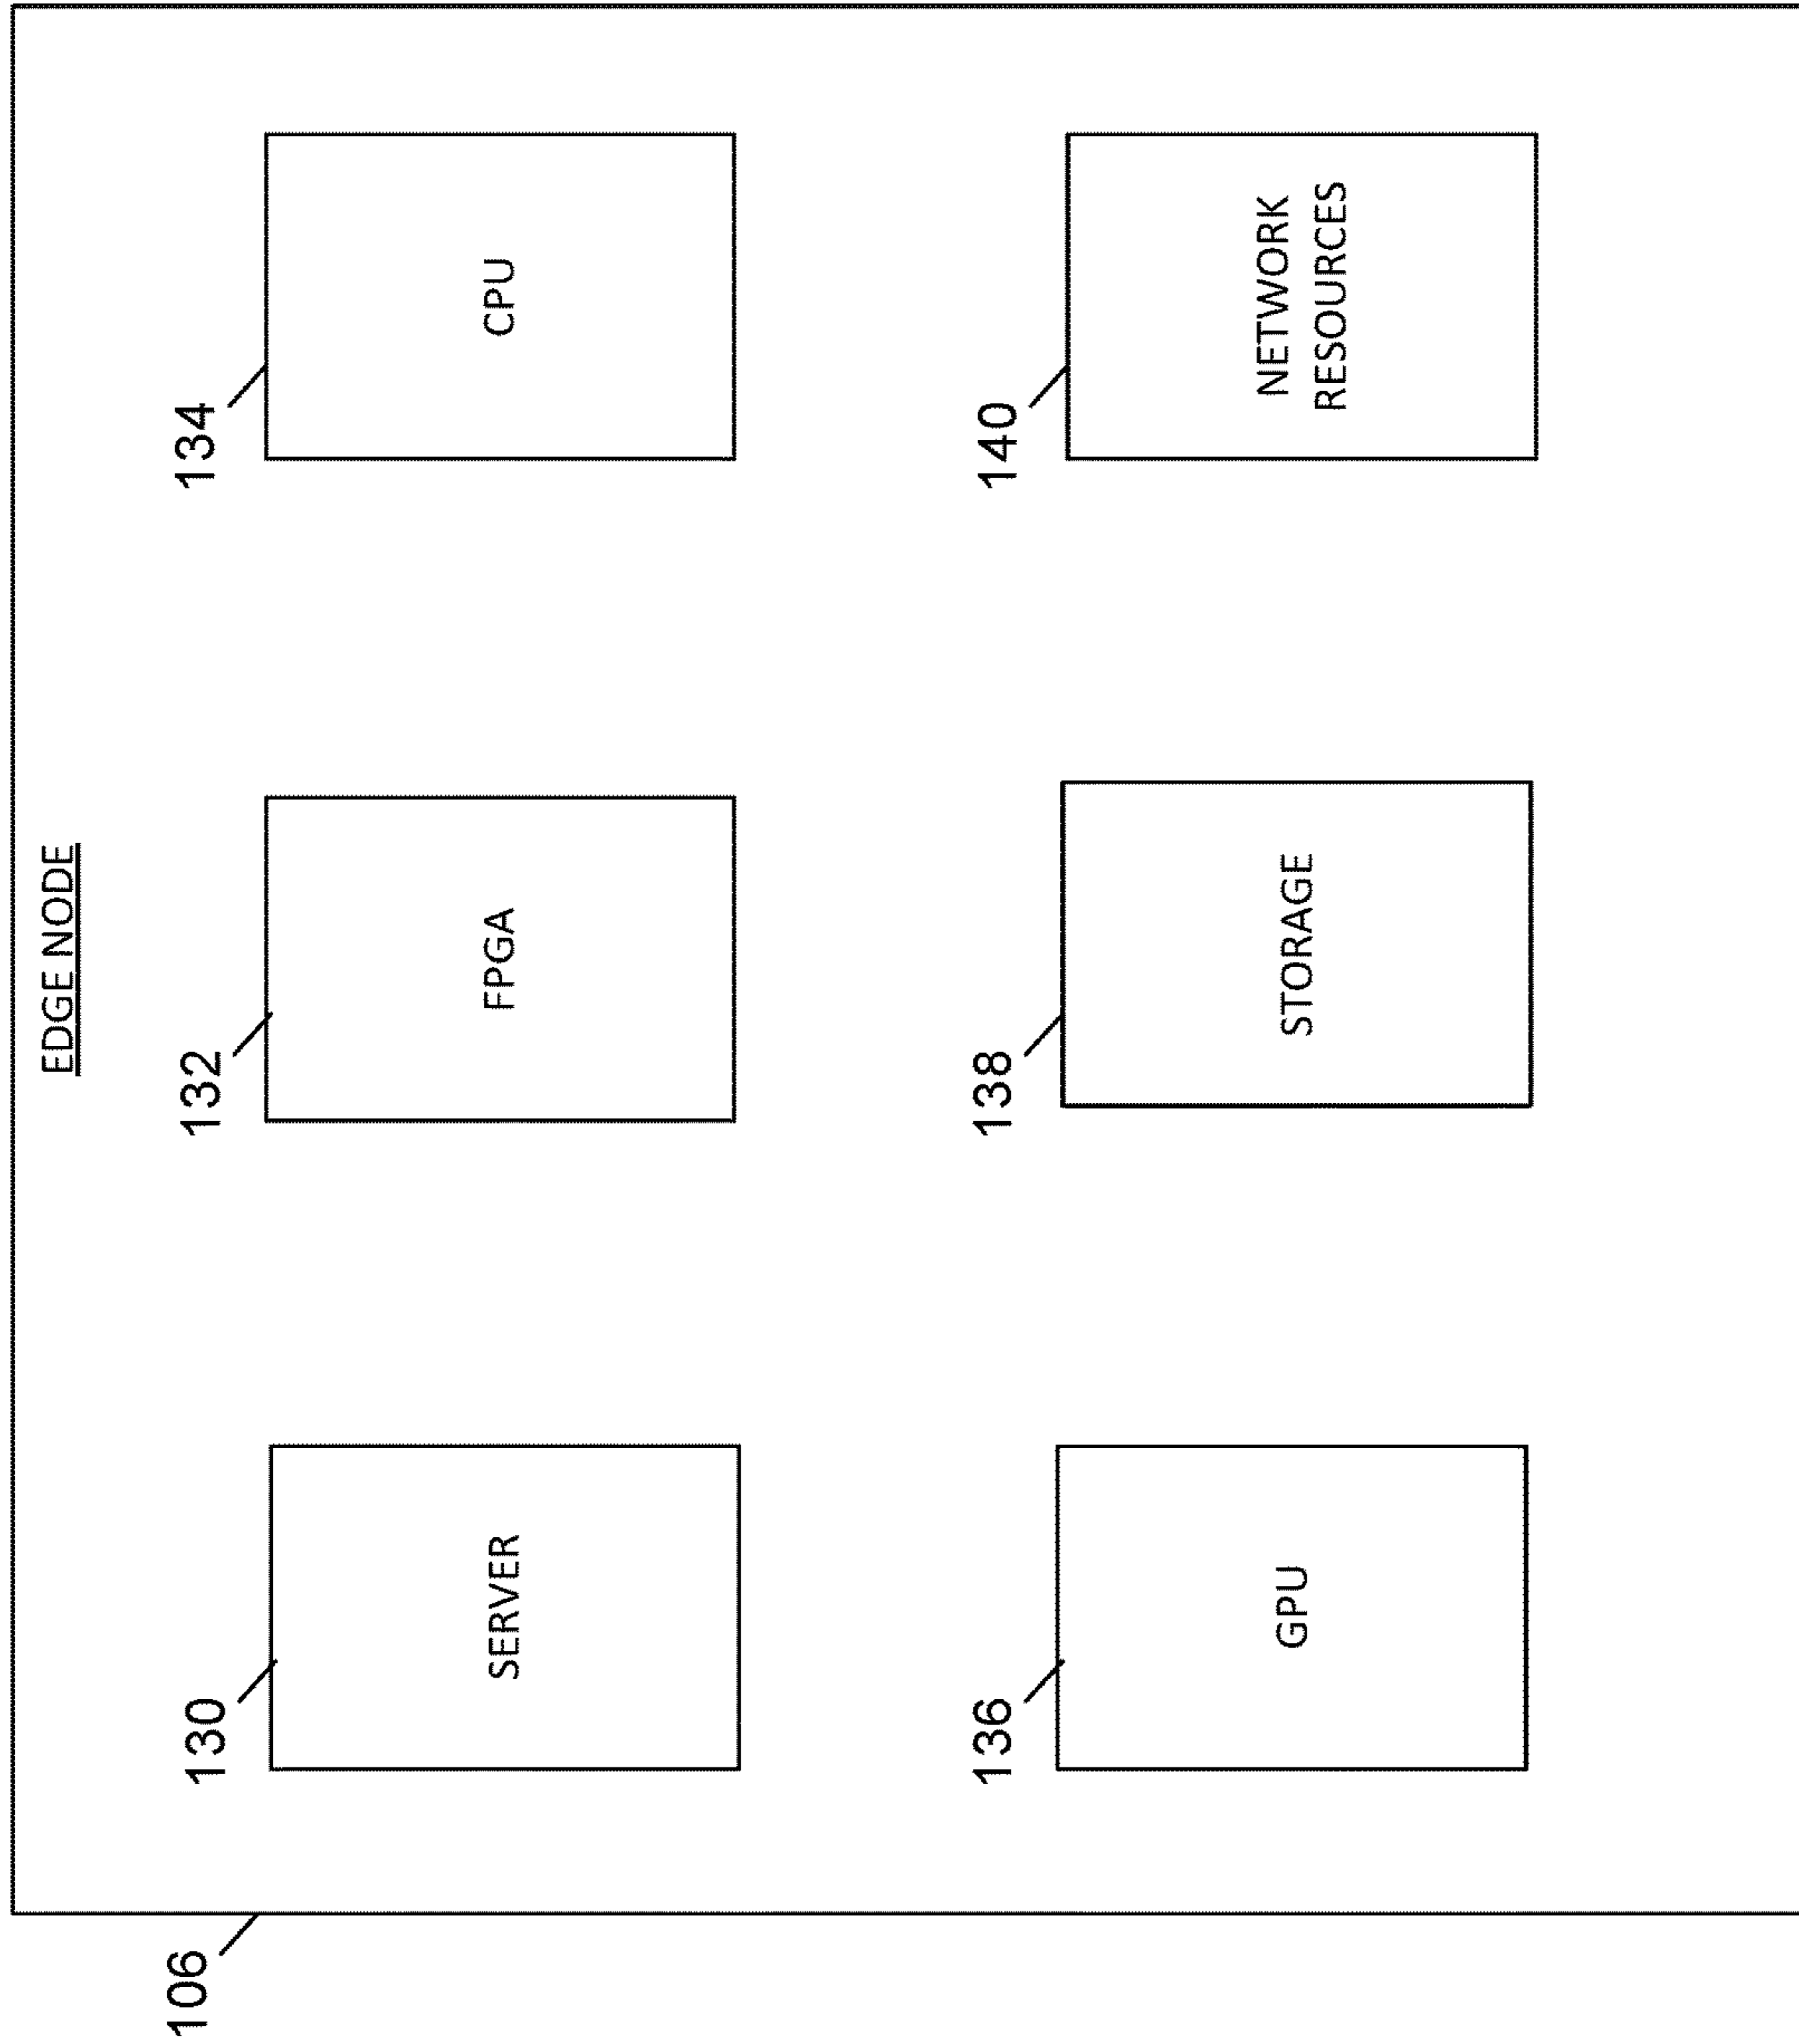 EDGE NODE
106
130
SERVER
132
FPGA
134
CPU
136
GPU
138
STORAGE
140
NETWORK
RESOURCES